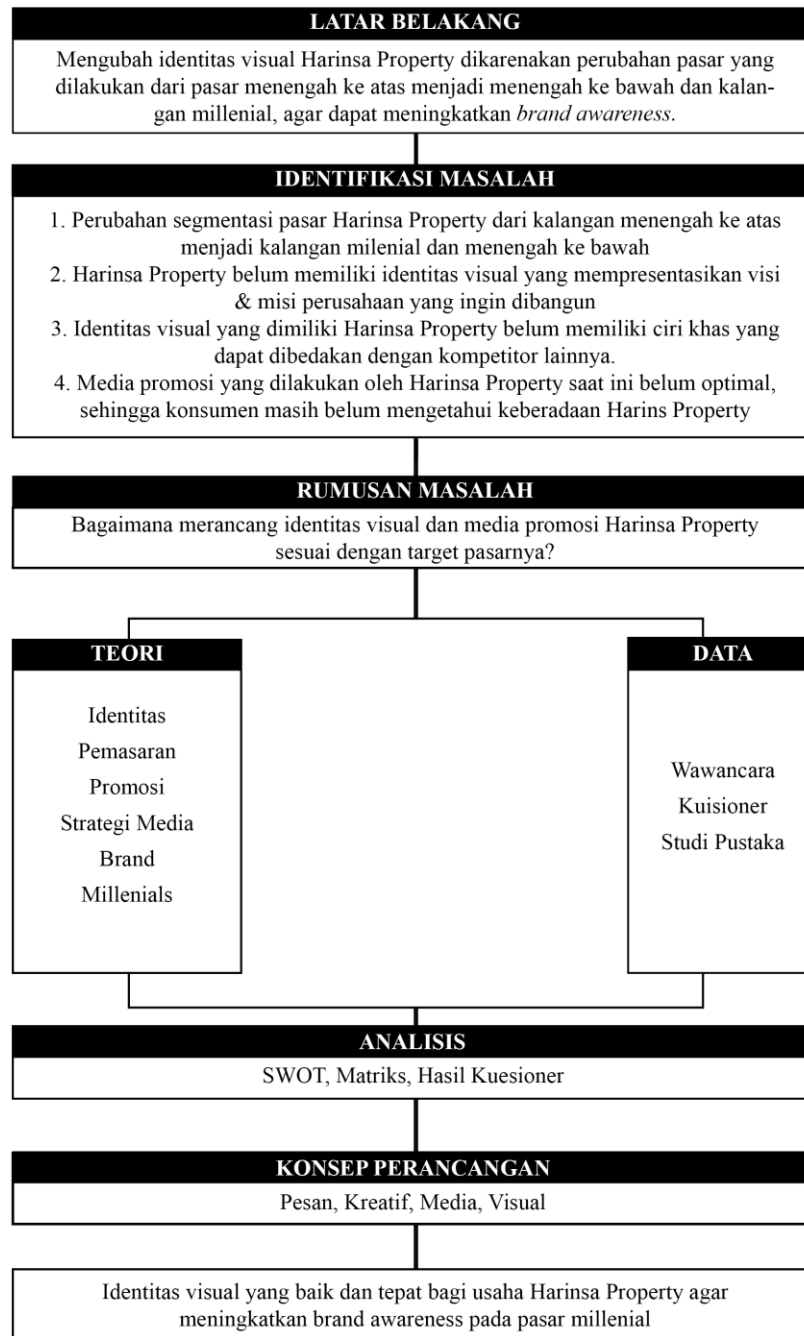 LATAR BELAKANG
Mengubah identitas visual Harinsa Property dikarenakan perubahan pasar yang
dilakukan dari pasar menengah ke atas menjadi menengah ke bawah dan kalan-
gan millenial, agar dapat meningkatkan brand awareness.
IDENTIFIKASI MASALAH
1. Perubahan segmentasi pasar Harinsa Property dari kalangan menengah ke atas
menjadi kalangan milenial dan menengah ke bawah
2. Harinsa Property belum memiliki identitas visual yang mempresentasikan visi
& misi perusahaan yang ingin dibangun
3. Identitas visual yang dimiliki Harinsa Property belum memiliki ciri khas yang
dapat dibedakan dengan kompetitor lainnya.
4. Media promosi yang dilakukan oleh Harinsa Property saat ini belum optimal,
sehingga konsumen masih belum mengetahui keberadaan Harins Property
RUMUSAN MASALAH
Bagaimana merancang identitas visual dan media promosi Harinsa Property
sesuai dengan target pasarnya?
TEORI
Identitas
Pemasaran
Promosi
Strategi Media
Brand
Millenials
DATA
Wawancara
Kuisioner
Studi Pustaka
ANALISIS
SWOT, Matriks, Hasil Kuesioner
KONSEP PERANCANGAN
Pesan, Kreatif, Media, Visual
Identitas visual yang baik dan tepat bagi usaha Harinsa Property agar
meningkatkan brand awareness pada pasar millenial